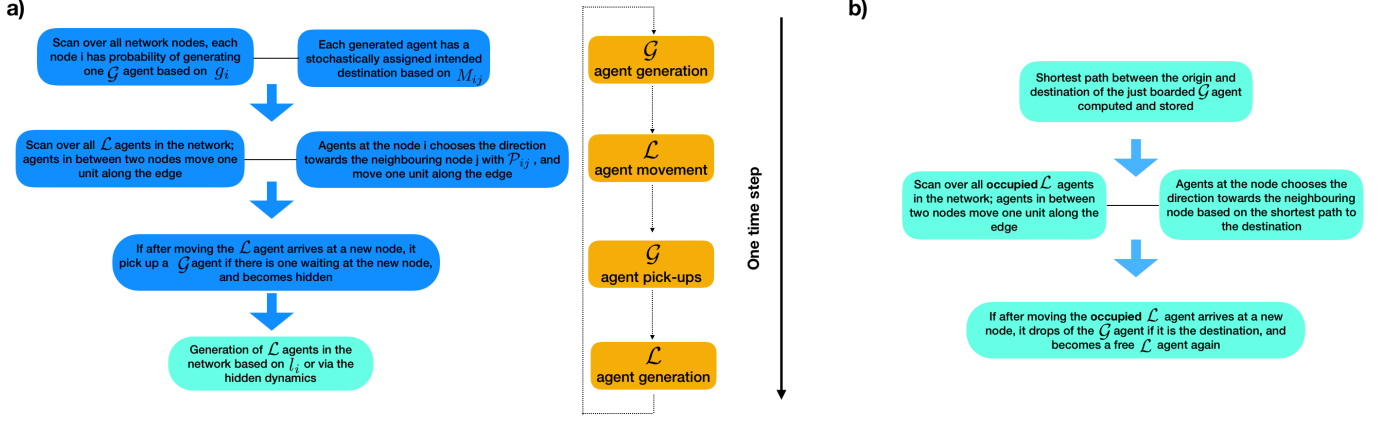 a)
Scan over all network nodes, each
node i has probability of generating
one 𝒢 agent based on g_i
Each generated agent has a
stochastically assigned intended
destination based on M_{ij}
Scan over all ℒ agents in the network;
agents in between two nodes move one
unit along the edge
Agents at the node i chooses the direction
towards the neighbouring node j with 𝒫_{ij} , and
move one unit along the edge
If after moving the ℒ agent arrives at a new node, it
pick up a 𝒢 agent if there is one waiting at the new node,
and becomes hidden
Generation of ℒ agents in the
network based on l_i or via the
hidden dynamics
𝒢
agent generation
ℒ
agent movement
𝒢
agent pick-ups
ℒ
agent generation
One time step
b)
Shortest path between the origin and
destination of the just boarded 𝒢 agent
computed and stored
Scan over all occupied ℒ agents
in the network; agents in between
two nodes move one unit along the
edge
Agents at the node chooses the
direction towards the neighbouring
node based on the shortest path to
the destination
If after moving the occupied ℒ agent arrives at a new
node, it drops of the 𝒢 agent if it is the destination, and
becomes a free ℒ agent again